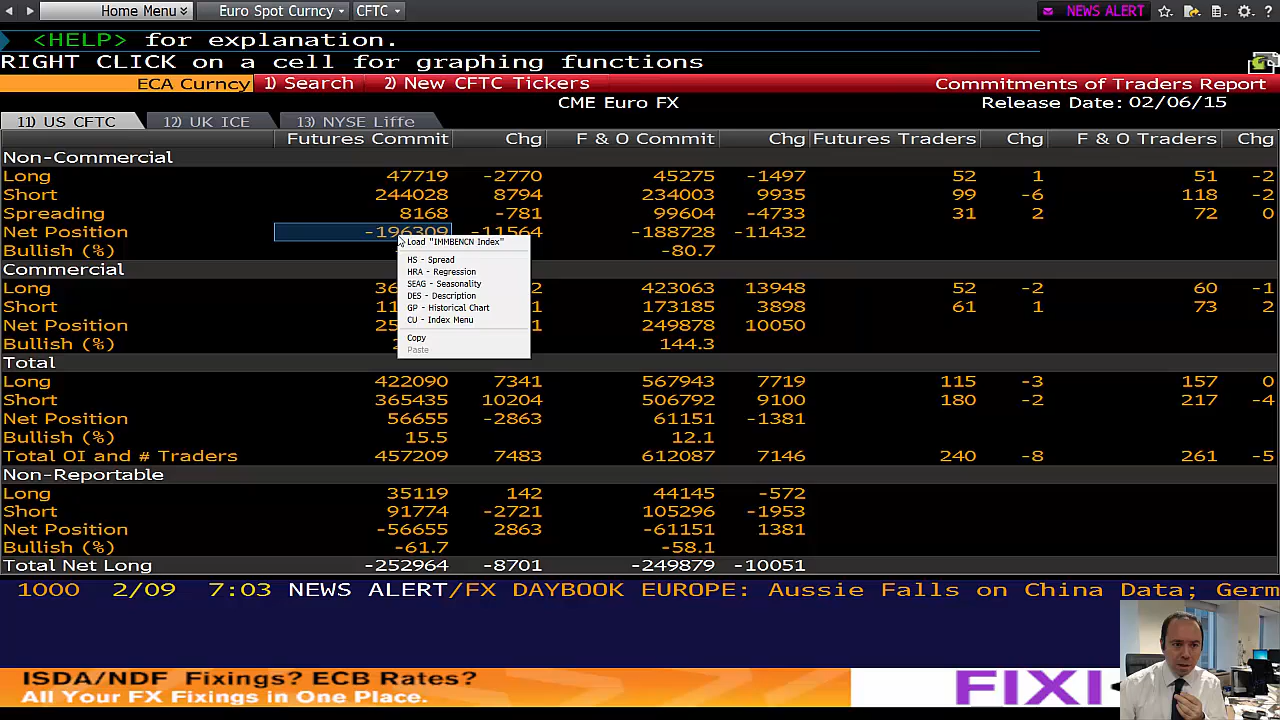 Home Menu Euro Spot Curncy CFTC NEWS ALERT ?
<HELP> for explanation.
RIGHT CLICK on a cell for graphing functions
ECA Curncy 1) Search 2) New CFTC Tickers Commitments of Traders Report
CME Euro FX Release Date: 02/06/15
11) US CFTC 12) UK ICE 13) NYSE Liffe
Futures Commit Chg F & O Commit Chg Futures Traders Chg F & O Traders Chg
Non-Commercial
Long 47719 -2770 45275 -1497 52 1 51 -2
Short 244028 8794 234003 9935 99 -6 118 -2
Spreading 8168 -781 99604 -4733 31 2 72 0
Net Position -196309 -11564 -188728 -11432
Bullish (%) -80.7
Commercial
Long 36 2 423063 13948 52 -2 60 -1
Short 11 173185 3898 61 1 73 2
Net Position 25 1 249878 10050
Bullish (%) 144.3
Load "IMMBENCN Index"
HS - Spread
HRA - Regression
SEAG - Seasonality
DES - Description
GP - Historical Chart
CU - Index Menu
Copy
Paste
Total
Long 422090 7341 567943 7719 115 -3 157 0
Short 365435 10204 506792 9100 180 -2 217 -4
Net Position 56655 -2863 61151 -1381
Bullish (%) 15.5 12.1
Total OI and # Traders 457209 7483 612087 7146 240 -8 261 -5
Non-Reportable
Long 35119 142 44145 -572
Short 91774 -2721 105296 -1953
Net Position -56655 2863 -61151 1381
Bullish (%) -61.7 -58.1
Total Net Long -252964 -8701 -249879 -10051
1000 2/09 7:03 NEWS ALERT/FX DAYBOOK EUROPE: Aussie Falls on China Data; Germ
ISDA/NDF Fixings? ECB Rates?
All Your FX Fixings in One Place.
FIXI